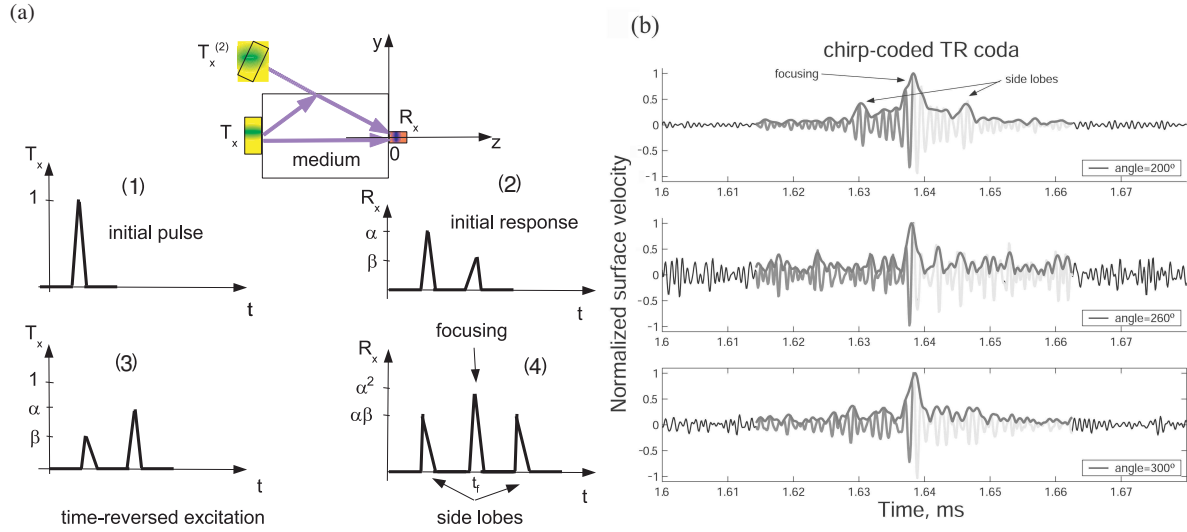 (a)
T_x^(2)
y
R_x
T_x
0
z
medium
T_x
(1)
1
initial pulse
t
R_x
(2)
α
initial response
β
t
T_x
(3)
1
α
β
t
time-reversed excitation
focusing
R_x
(4)
α²
αβ
t_f
t
side lobes
(b)
chirp-coded TR coda
focusing
side lobes
Normalized surface velocity
1
0.5
0
-0.5
-1
angle=200º
1.6 1.61 1.62 1.63 1.64 1.65 1.66 1.67
1
0.5
0
-0.5
-1
angle=260º
1.6 1.61 1.62 1.63 1.64 1.65 1.66 1.67
1
0.5
0
-0.5
-1
angle=300º
1.6 1.61 1.62 1.63 1.64 1.65 1.66 1.67
Time, ms